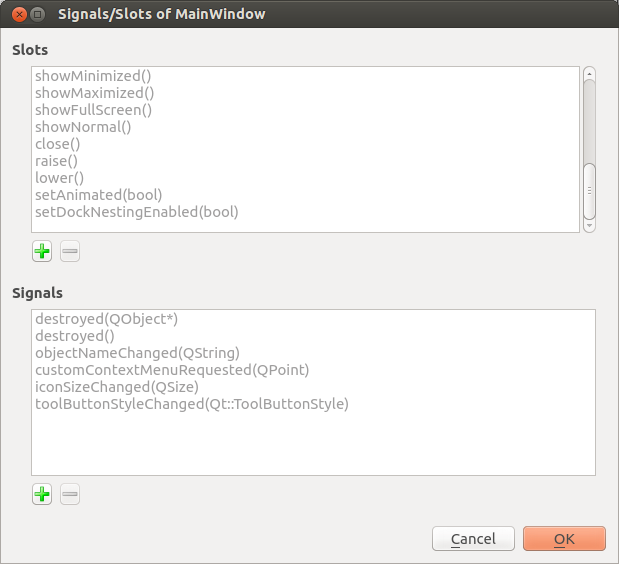 Signals/Slots of MainWindow
Slots
showMinimized()
showMaximized()
showFullScreen()
showNormal()
close()
raise()
lower()
setAnimated(bool)
setDockNestingEnabled(bool)
Signals
destroyed(QObject*)
destroyed()
objectNameChanged(QString)
customContextMenuRequested(QPoint)
iconSizeChanged(QSize)
toolButtonStyleChanged(Qt::ToolButtonStyle)
Cancel OK